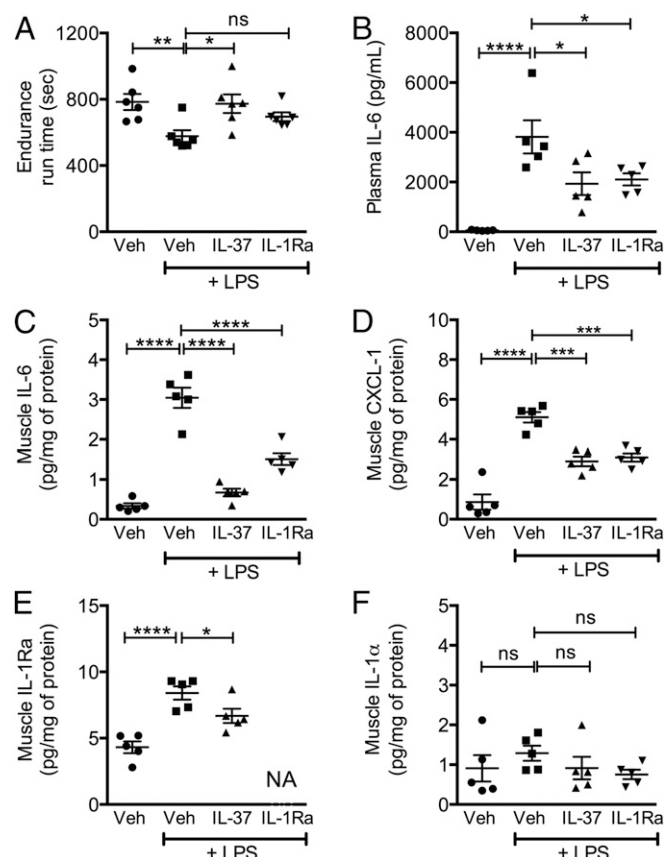 A
Endurance
run time (sec)
1200
800
400
0
** * ns
Veh Veh IL-37 IL-1Ra
+ LPS
B
Plasma IL-6 (pg/mL)
8000
6000
4000
2000
0
**** * *
Veh Veh IL-37 IL-1Ra
+ LPS
C
Muscle IL-6
(pg/mg of protein)
5
4
3
2
1
0
****
**** ****
Veh Veh IL-37 IL-1Ra
+ LPS
D
Muscle CXCL-1
(pg/mg of protein)
10
8
6
4
2
0
***
**** ***
Veh Veh IL-37 IL-1Ra
+ LPS
E
Muscle IL-1Ra
(pg/mg of protein)
15
10
5
0
**** *
NA
Veh Veh IL-37 IL-1Ra
+ LPS
F
Muscle IL-1α
(pg/mg of protein)
4
3
2
1
0
ns
ns ns
Veh Veh IL-37 IL-1Ra
+ LPS